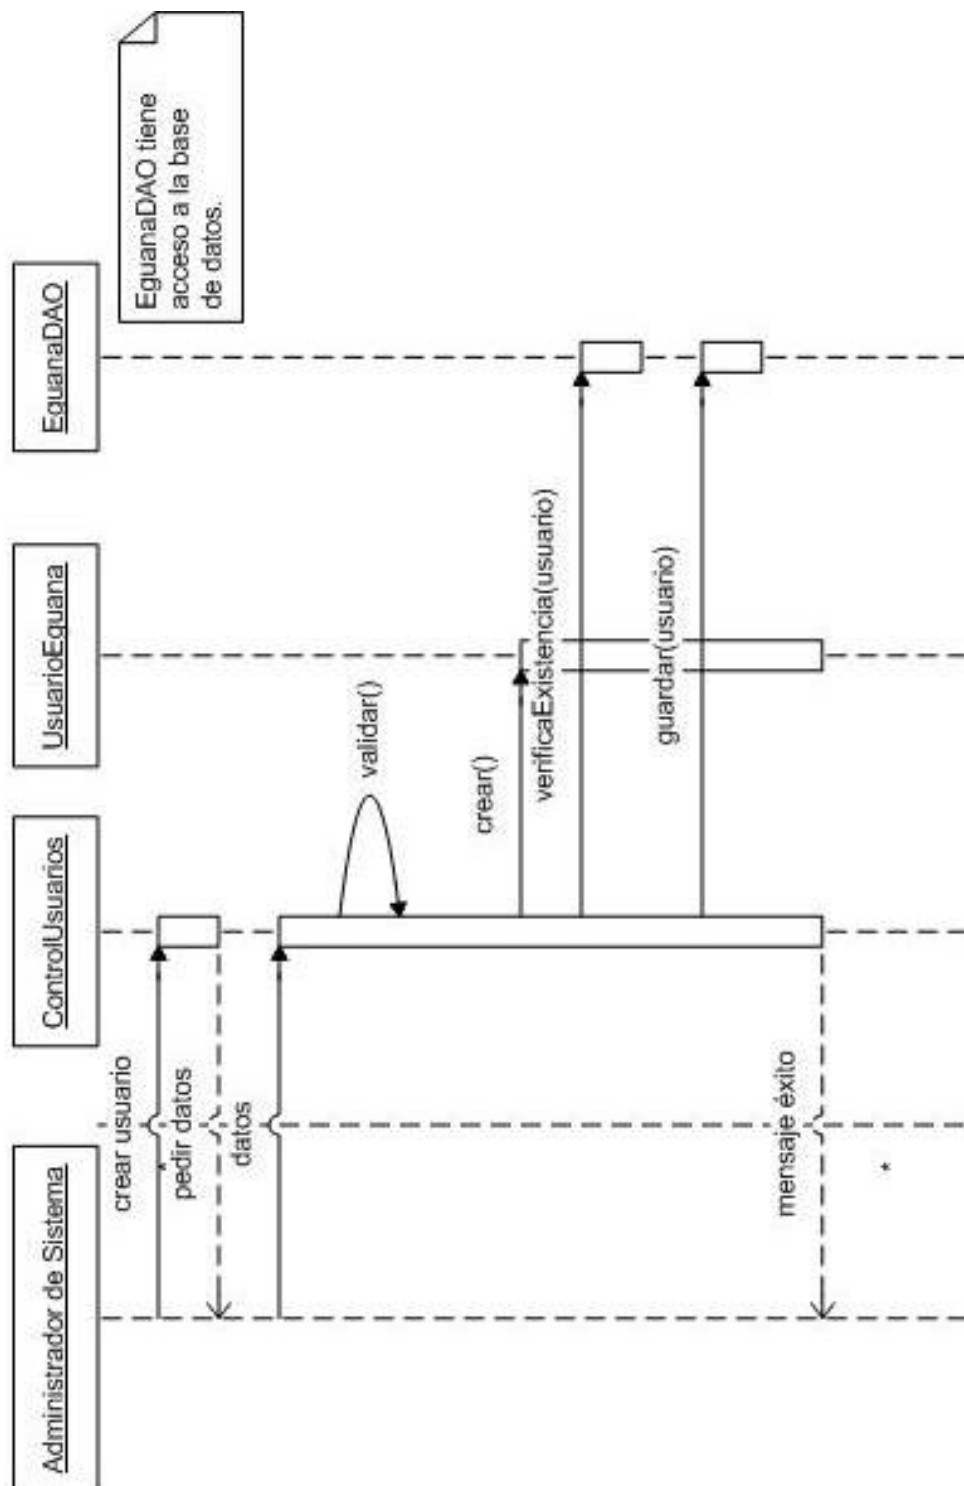 Administrador de Sistema
ControlUsuarios
UsuarioEguana
EguanaDAO
EguanaDAO tiene
acceso a la base
de datos.
crear usuario
*
pedir datos
datos
validar()
crear()
verificaExistencia(usuario)
guardar(usuario)
mensaje éxito
*